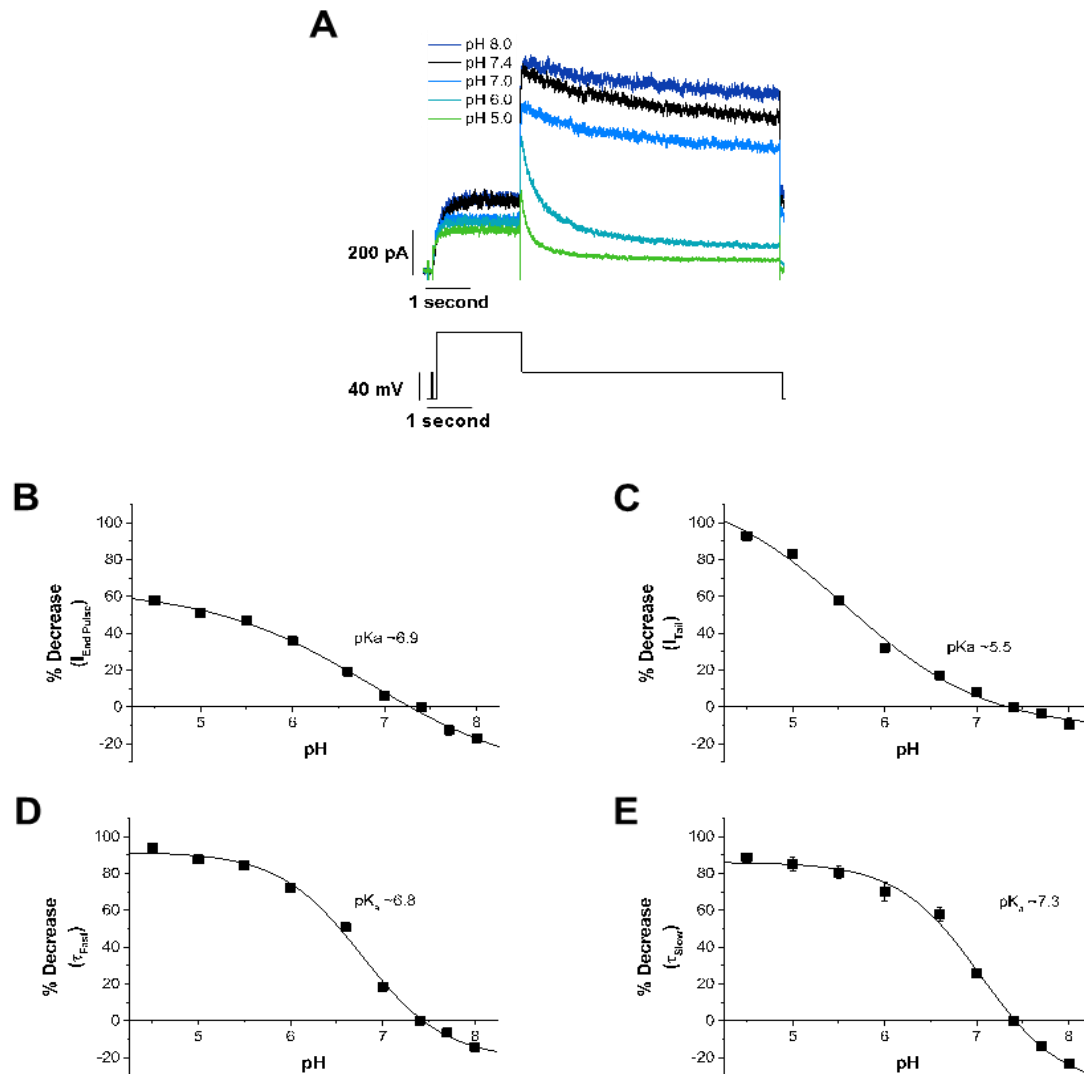 A
pH 8.0
pH 7.4
pH 7.0
pH 6.0
pH 5.0
200 pA
1 second
40 mV
1 second
B
% Decrease
(I End Pulse)
100
80
60
40
20
0
-20
5
6
7
8
pKa ~6.9
pH
C
% Decrease
(I Tail)
100
80
60
40
20
0
-20
5
6
7
8
pKa ~5.5
pH
D
% Decrease
(τ Fast)
100
80
60
40
20
0
-20
5
6
7
8
pKa ~6.8
pH
E
% Decrease
(τ Slow)
100
80
60
40
20
0
-20
5
6
7
8
pKa ~7.3
pH